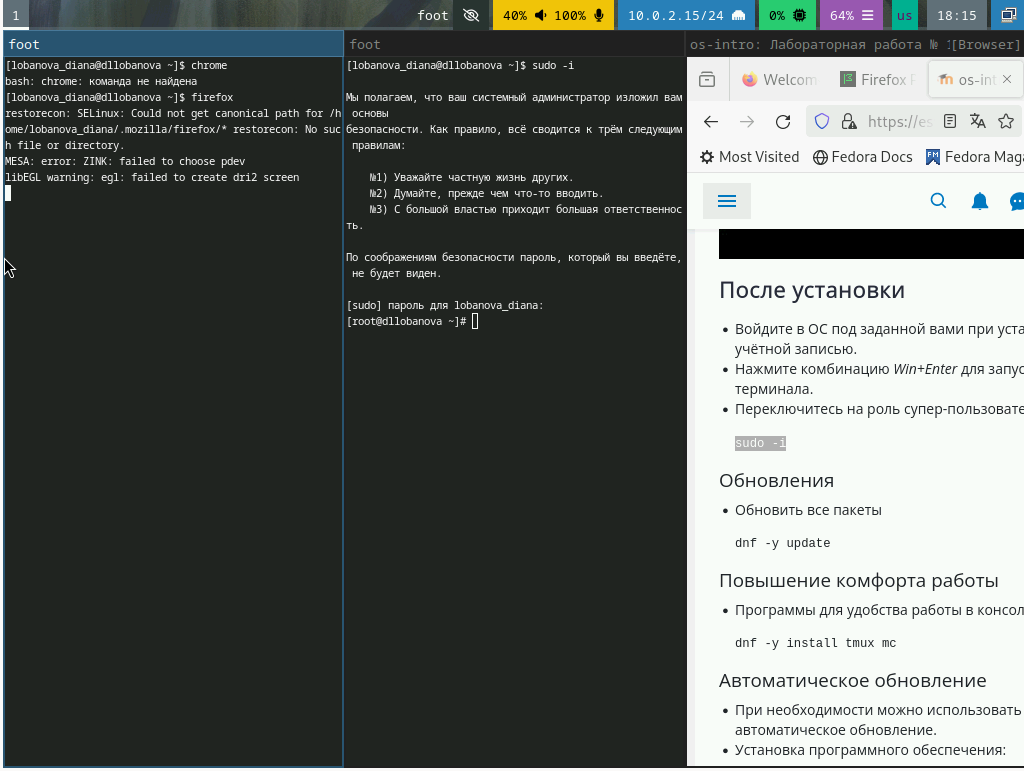 1
foot
40% 100%
10.0.2.15/24
0%
64%
us
18:15
foot
[lobanova_diana@dllobanova ~]$ chrome
bash: chrome: команда не найдена
[lobanova_diana@dllobanova ~]$ firefox
restorecon: SELinux: Could not get canonical path for /h
ome/lobanova_diana/.mozilla/firefox/* restorecon: No suc
h file or directory.
MESA: error: ZINK: failed to choose pdev
libEGL warning: egl: failed to create dri2 screen
foot
[lobanova_diana@dllobanova ~]$ sudo -i
Мы полагаем, что ваш системный администратор изложил вам
основы
безопасности. Как правило, всё сводится к трём следующим
правилам:
№1) Уважайте частную жизнь других.
№2) Думайте, прежде чем что-то вводить.
№3) С большой властью приходит большая ответственнос
ть.
По соображениям безопасности пароль, который вы введёте,
не будет виден.
[sudo] пароль для lobanova_diana:
[root@dllobanova ~]#
os-intro: Лабораторная работа № [Browser]
Welcom
Firefox P
os-int
https://es
Most Visited
Fedora Docs
Fedora Maga
После установки
Войдите в ОС под заданной вами при уста
учётной записью.
Нажмите комбинацию Win+Enter для запус
терминала.
Переключитесь на роль супер-пользовате
sudo -i
Обновления
Обновить все пакеты
dnf -y update
Повышение комфорта работы
Программы для удобства работы в консол
dnf -y install tmux mc
Автоматическое обновление
При необходимости можно использовать
автоматическое обновление.
Установка программного обеспечения: